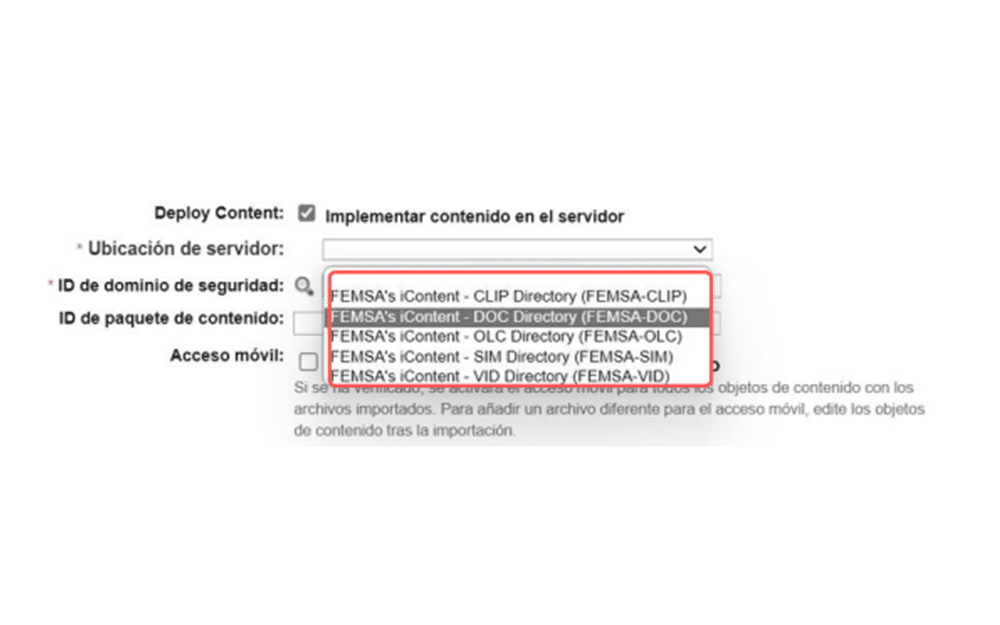 Deploy Content: Implementar contenido en el servidor
* Ubicación de servidor:
* ID de dominio de seguridad:
FEMSA's iContent - CLIP Directory (FEMSA-CLIP)
FEMSA's iContent - DOC Directory (FEMSA-DOC)
ID de paquete de contenido:
FEMSA's iContent - OLC Directory (FEMSA-OLC)
FEMSA's iContent - SIM Directory (FEMSA-SIM)
Acceso móvil:
FEMSA's iContent - VID Directory (FEMSA-VID)
Si se ha verificado, se activará el acceso móvil para todos los objetos de contenido con los
archivos importados. Para añadir un archivo diferente para el acceso móvil, edite los objetos
de contenido tras la importación.